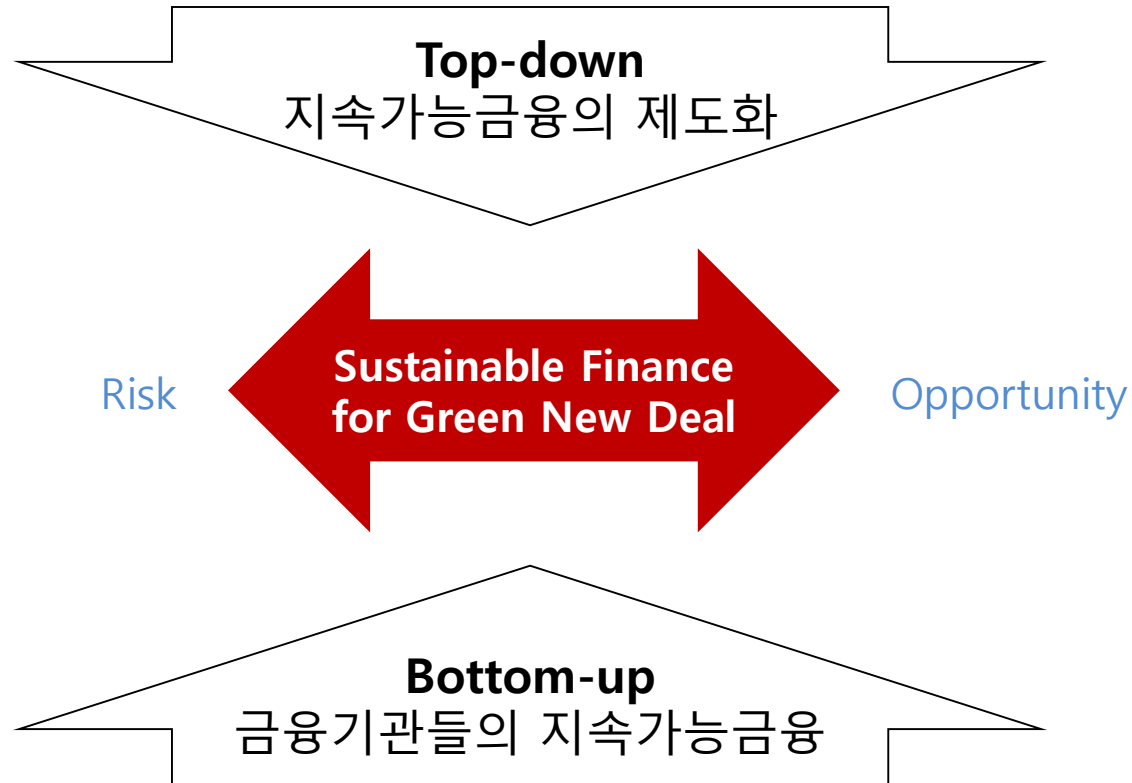 Top-down
지속가능금융의 제도화
Risk
Sustainable Finance
for Green New Deal
Opportunity
Bottom-up
금융기관들의 지속가능금융